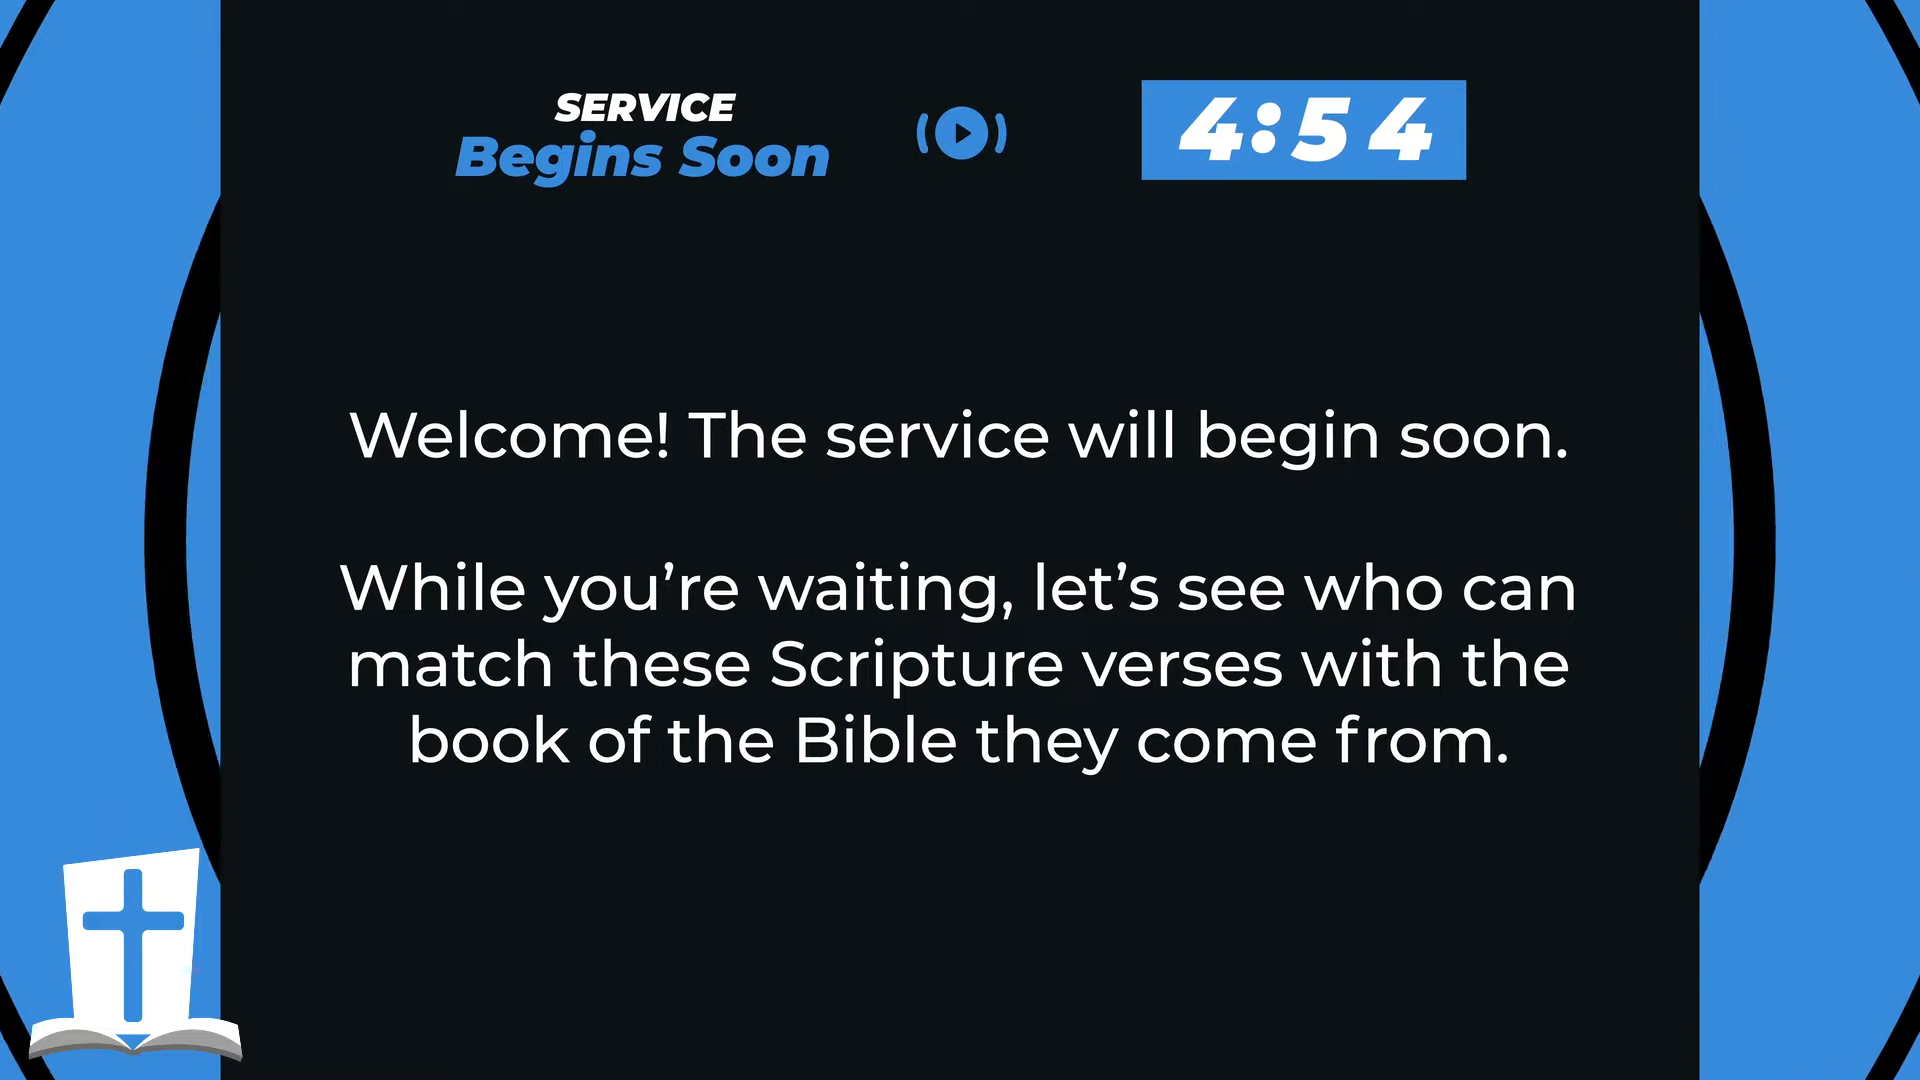 SERVICE
Begins Soon
4:54
Welcome! The service will begin soon.
While you’re waiting, let’s see who can
match these Scripture verses with the
book of the Bible they come from.